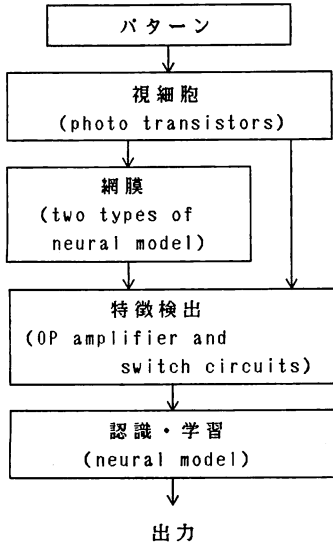 パターン
視細胞
(photo transistors)
網膜
(two types of
neural model)
特徴検出
(OP amplifier and
switch circuits)
認識・学習
(neural model)
出力